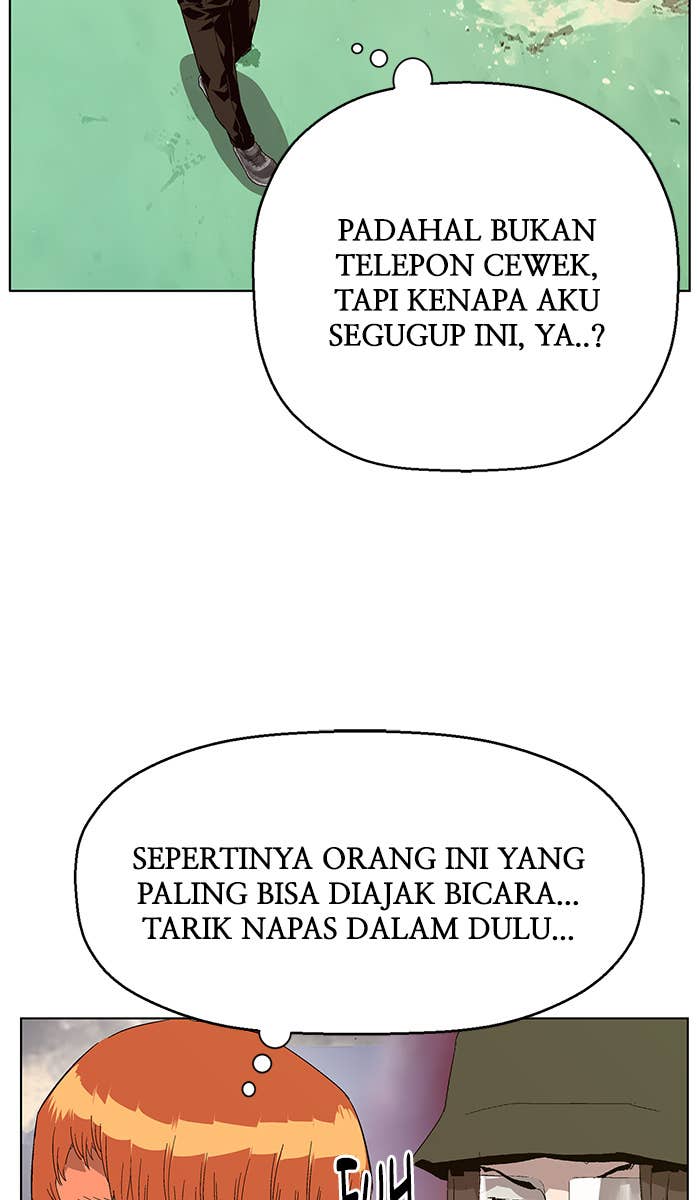 PADAHAL BUKAN
TELEPON CEWEK,
TAPI KENAPA AKU
SEGUGUP INI, YA..?
SEPERTINYA ORANG INI YANG
PALING BISA DIAJAK BICARA...
TARIK NAPAS DALAM DULU...
FUH